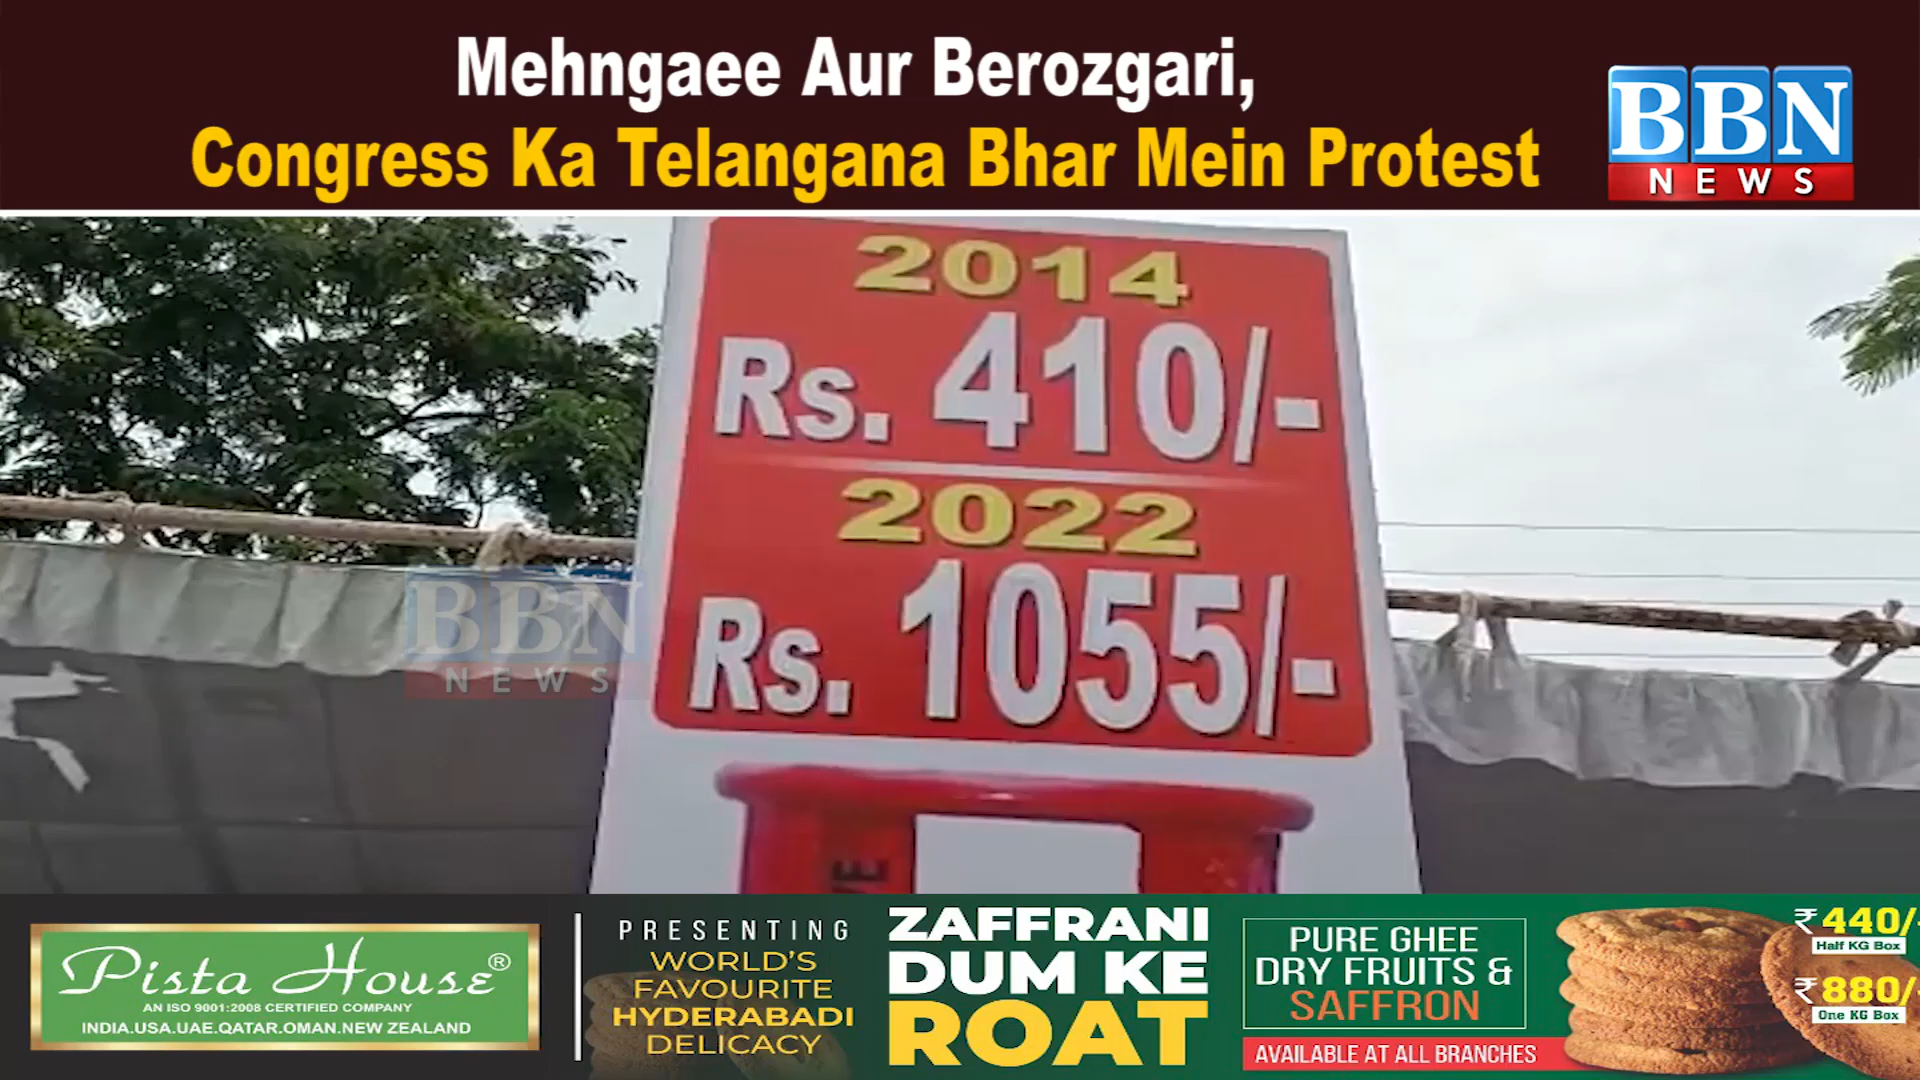 Mehngaee Aur Berozgari,
Congress Ka Telangana Bhar Mein Protest
BBN
NEWS
2014
Rs. 410/-
2022
Rs. 1055/-
BBN
NEWS
Pista House®
AN ISO 9001:2008 CERTIFIED COMPANY
INDIA.USA.UAE.QATAR.OMAN.NEW ZEALAND
PRESENTING
WORLD'S
FAVOURITE
HYDERABADI
DELICACY
ZAFFRANI
DUM KE
ROAT
PURE GHEE
DRY FRUITS &
SAFFRON
AVAILABLE AT ALL BRANCHES
₹440/-
Half KG Box
₹880/-
One KG Box